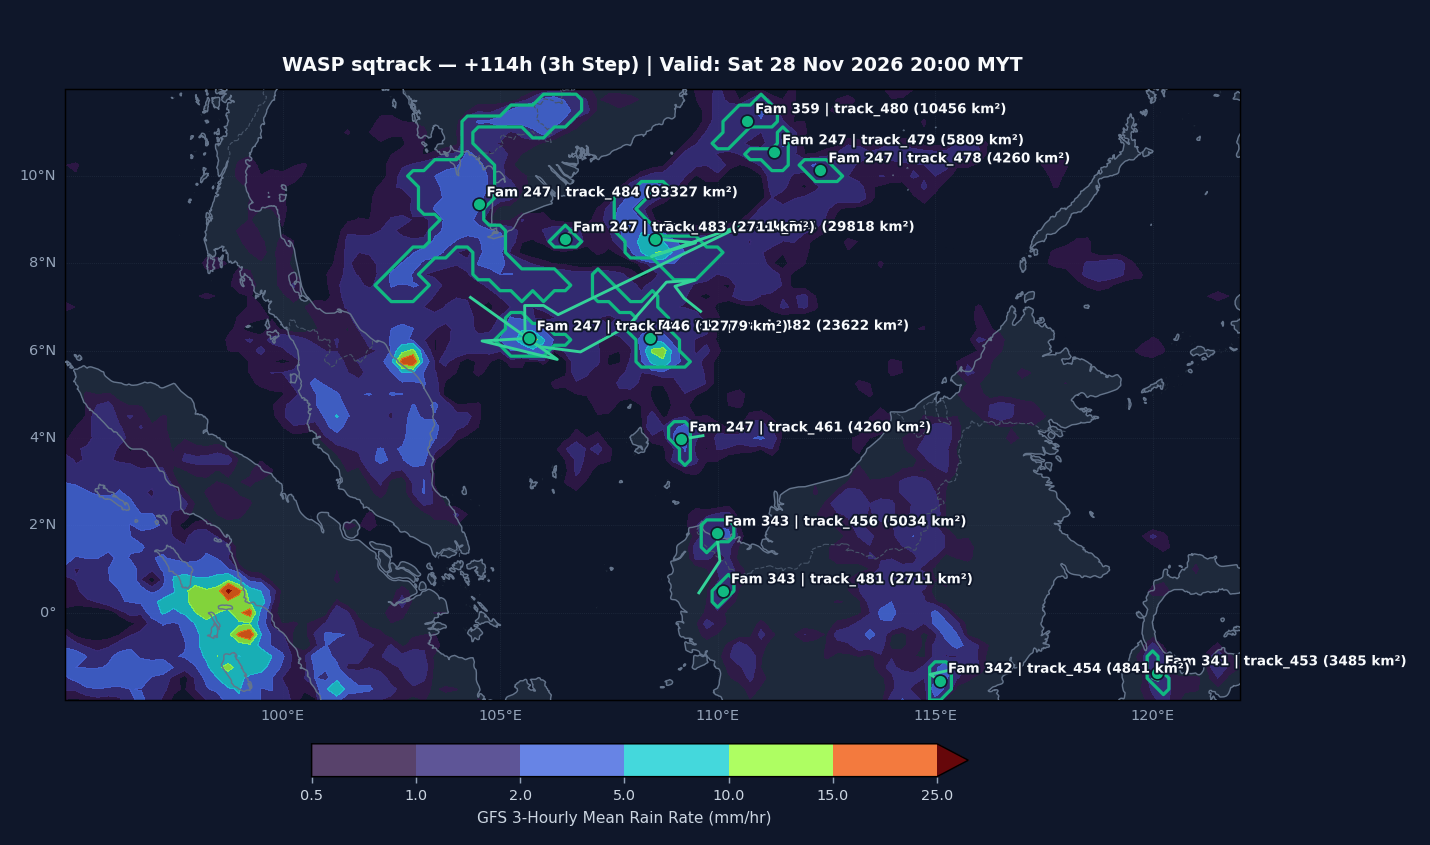 WASP sqtrack — +114h (3h Step) | Valid: Sat 28 Nov 2026 20:00 MYT
Fam 359 | track_480 (10456 km²)
Fam 247 | track_479 (5809 km²)
Fam 247 | track_478 (4260 km²)
10°N
Fam 247 | track_484 (93327 km²)
Fam 247 | track_483 (2711 km²)
(29818 km²)
8°N
Fam 247 | track_446 (12779 km²)
82 (23622 km²)
6°N
4°N
Fam 247 | track_461 (4260 km²)
2°N
Fam 343 | track_456 (5034 km²)
Fam 343 | track_481 (2711 km²)
0°
Fam 341 | track_453 (3485 km²)
Fam 342 | track_454 (4841 km²)
100°E 105°E 110°E 115°E 120°E
0.5 1.0 2.0 5.0 10.0 15.0 25.0
GFS 3-Hourly Mean Rain Rate (mm/hr)